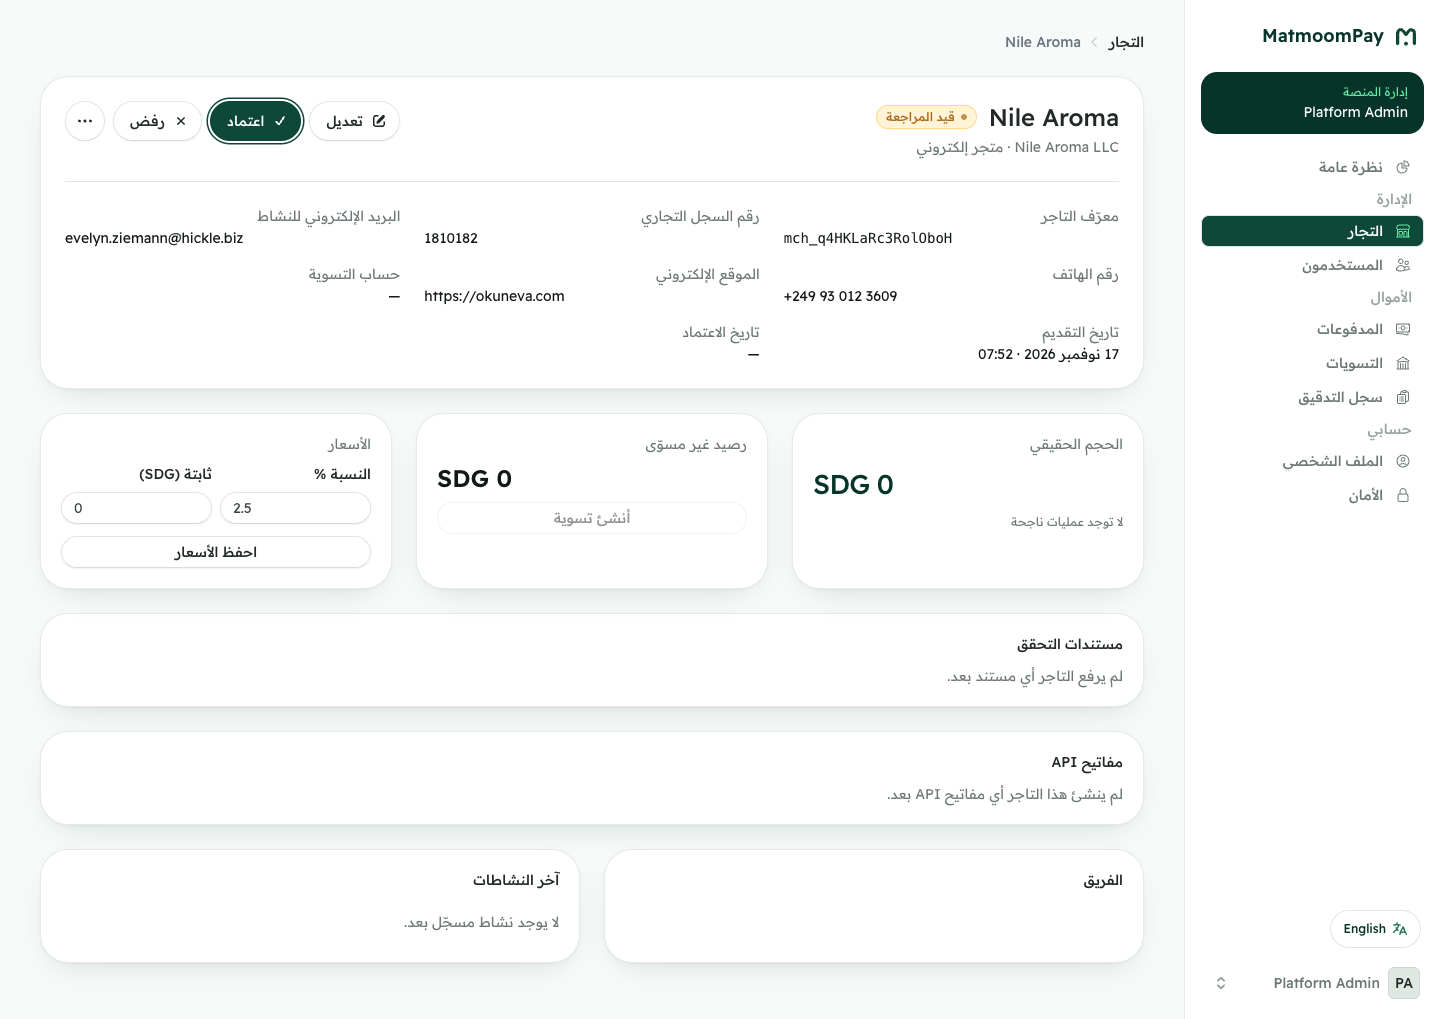 MatmoomPay
إدارة المنصة
Platform Admin
نظرة عامة
الإدارة
التجار
المستخدمون
الأموال
المدفوعات
التسويات
سجل التدقيق
حسابي
الملف الشخصي
الأمان
English
PA Platform Admin
التجار Nile Aroma
Nile Aroma قيد المراجعة
Nile Aroma LLC · متجر إلكتروني
تعديل
اعتماد
رفض
معرّف التاجر
mch_q4HKLaRc3RolOboH
رقم السجل التجاري
1810182
البريد الإلكتروني للنشاط
evelyn.ziemann@hickle.biz
رقم الهاتف
+249 93 012 3609
الموقع الإلكتروني
https://okuneva.com
حساب التسوية
—
تاريخ التقديم
17 نوفمبر 2026 · 07:52
تاريخ الاعتماد
—
الحجم الحقيقي
SDG 0
لا توجد عمليات ناجحة
رصيد غير مسوّى
SDG 0
أنشئ تسوية
الأسعار
النسبة %
2.5
ثابتة (SDG)
0
احفظ الأسعار
مستندات التحقق
لم يرفع التاجر أي مستند بعد.
مفاتيح API
لم ينشئ هذا التاجر أي مفاتيح API بعد.
الفريق
آخر النشاطات
لا يوجد نشاط مسجّل بعد.